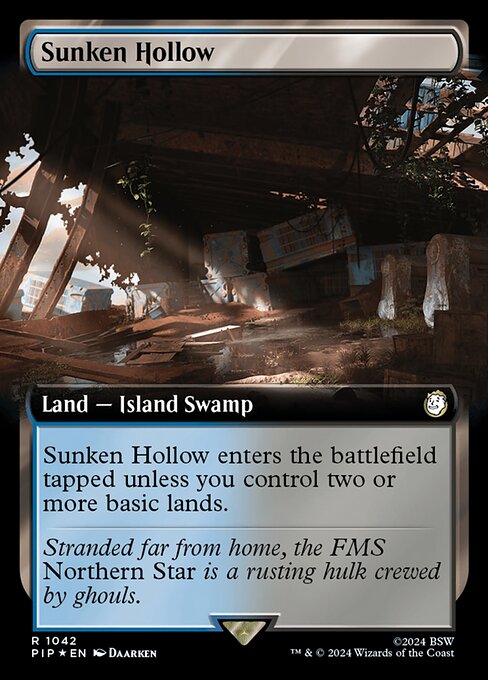 Sunken Hollow
Land — Island Swamp
Sunken Hollow enters the battlefield
tapped unless you control two or
more basic lands.
Stranded far from home, the FMS
Northern Star is a rusting hulk crewed
by ghouls.
R 1042
PIP★EN DAARKEN
©2024 BSW
™ & © 2024 Wizards of the Coast